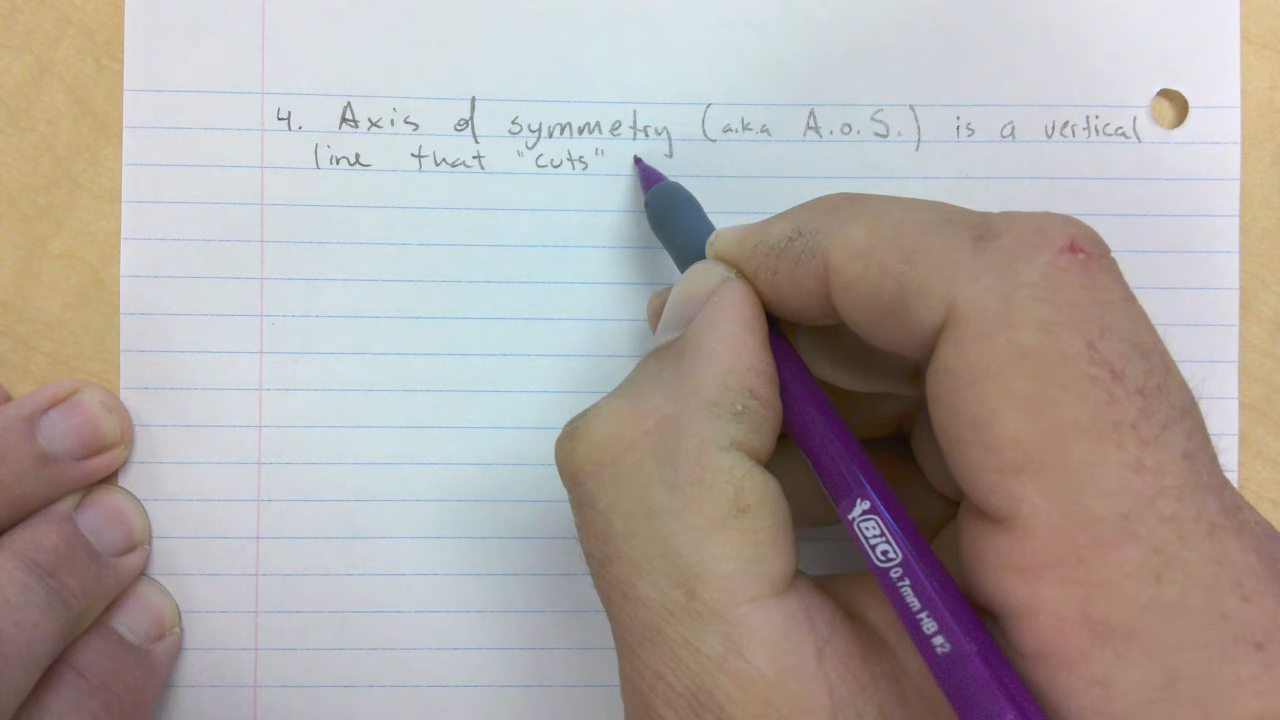 4. Axis of symmetry (a.k.a A.o.S.) is a vertical
line that "cuts"
BIC 0.7mm HB #2